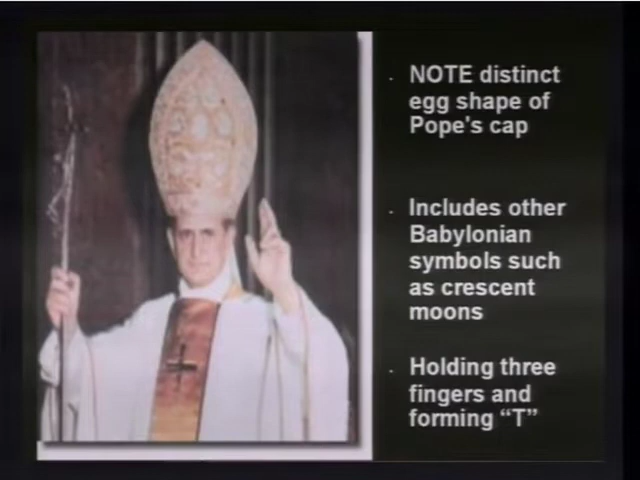 · NOTE distinct
egg shape of
Pope's cap
· Includes other
Babylonian
symbols such
as crescent
moons
· Holding three
fingers and
forming “T”